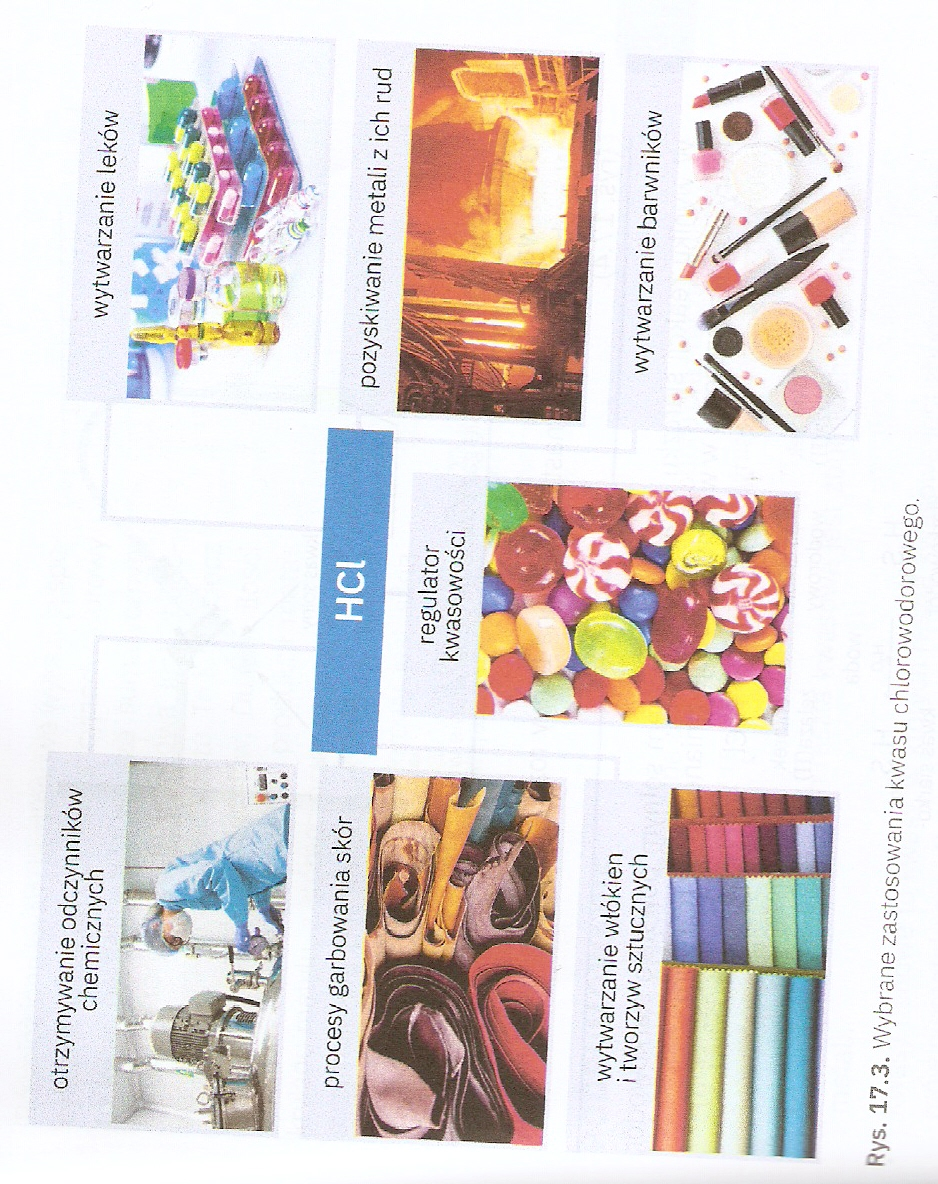 otrzymywanie odczynników
chemicznych
procesy garbowania skór
wytwarzanie włókien
i tworzyw sztucznych
HCl
regulator
kwasowości
wytwarzanie leków
pozyskiwanie metali z ich rud
wytwarzanie barwników
Rys. 17.3. Wybrane zastosowania kwasu chlorowodorowego.